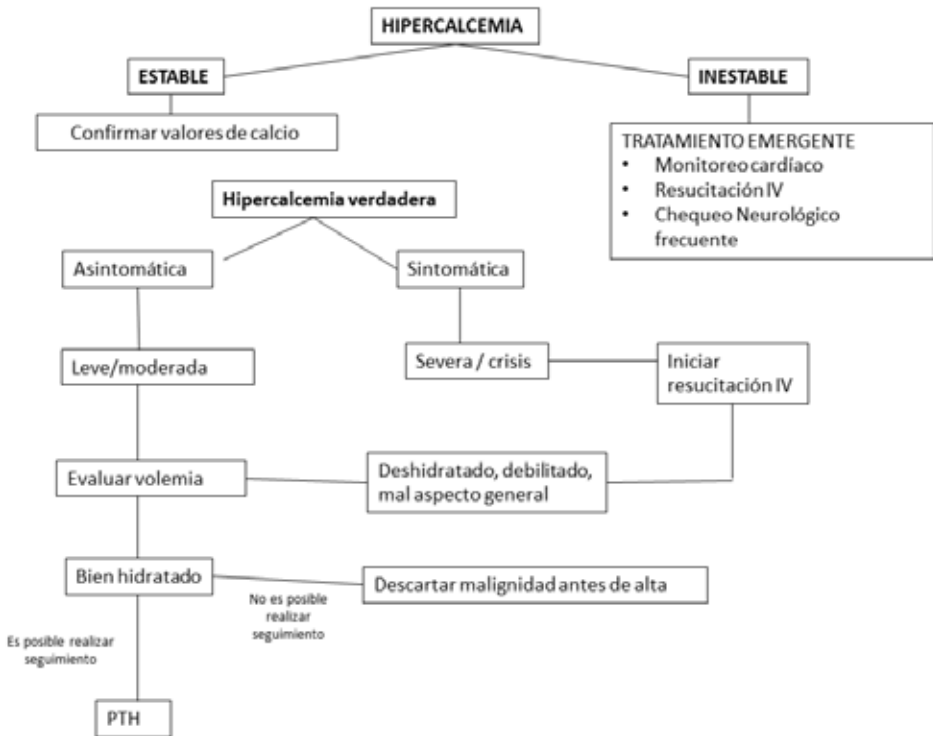 HIPERCALCEMIA
ESTABLE
INESTABLE
Confirmar valores de calcio
TRATAMIENTO EMERGENTE
• Monitoreo cardíaco
• Resucitación IV
• Chequeo Neurológico
frecuente
Hipercalcemia verdadera
Asintomática
Sintomática
Leve/moderada
Severa / crisis
Iniciar
resucitación IV
Evaluar volemia
Deshidratado, debilitado,
mal aspecto general
Bien hidratado
Descartar malignidad antes de alta
No es posible
realizar
seguimiento
Es posible realizar
seguimiento
PTH